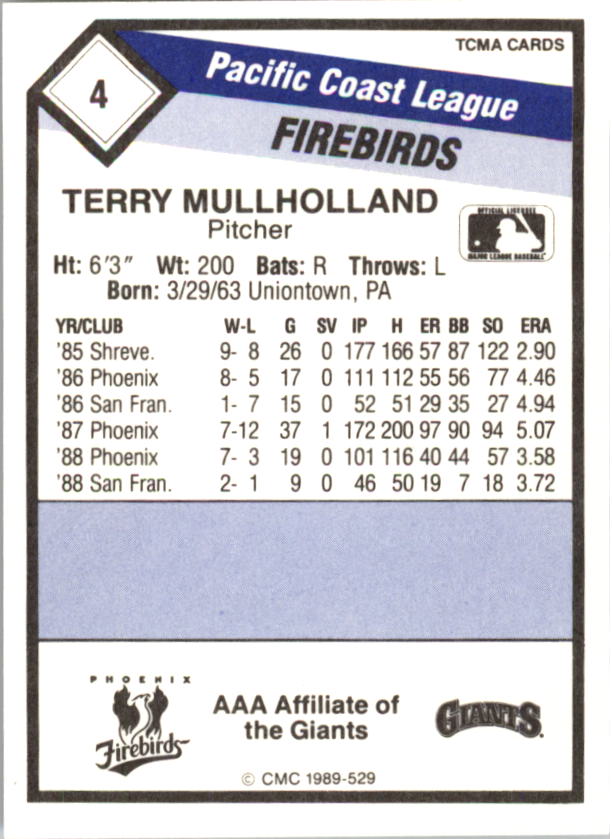 TCMA CARDS
4
Pacific Coast League
FIREBIRDS
TERRY MULLHOLLAND
Pitcher
OFFICIAL LICENSEE
MAJOR LEAGUE BASEBALL
Ht: 6'3" Wt: 200 Bats: R Throws: L
Born: 3/29/63 Uniontown, PA
YR/CLUB W-L G SV IP H ER BB SO ERA
'85 Shreve. 9- 8 26 0 177 166 57 87 122 2.90
'86 Phoenix 8- 5 17 0 111 112 55 56 77 4.46
'86 San Fran. 1- 7 15 0 52 51 29 35 27 4.94
'87 Phoenix 7-12 37 1 172 200 97 90 94 5.07
'88 Phoenix 7- 3 19 0 101 116 40 44 57 3.58
'88 San Fran. 2- 1 9 0 46 50 19 7 18 3.72
PHOENIX
Firebirds
AAA Affiliate of
the Giants
GIANTS
© CMC 1989-529